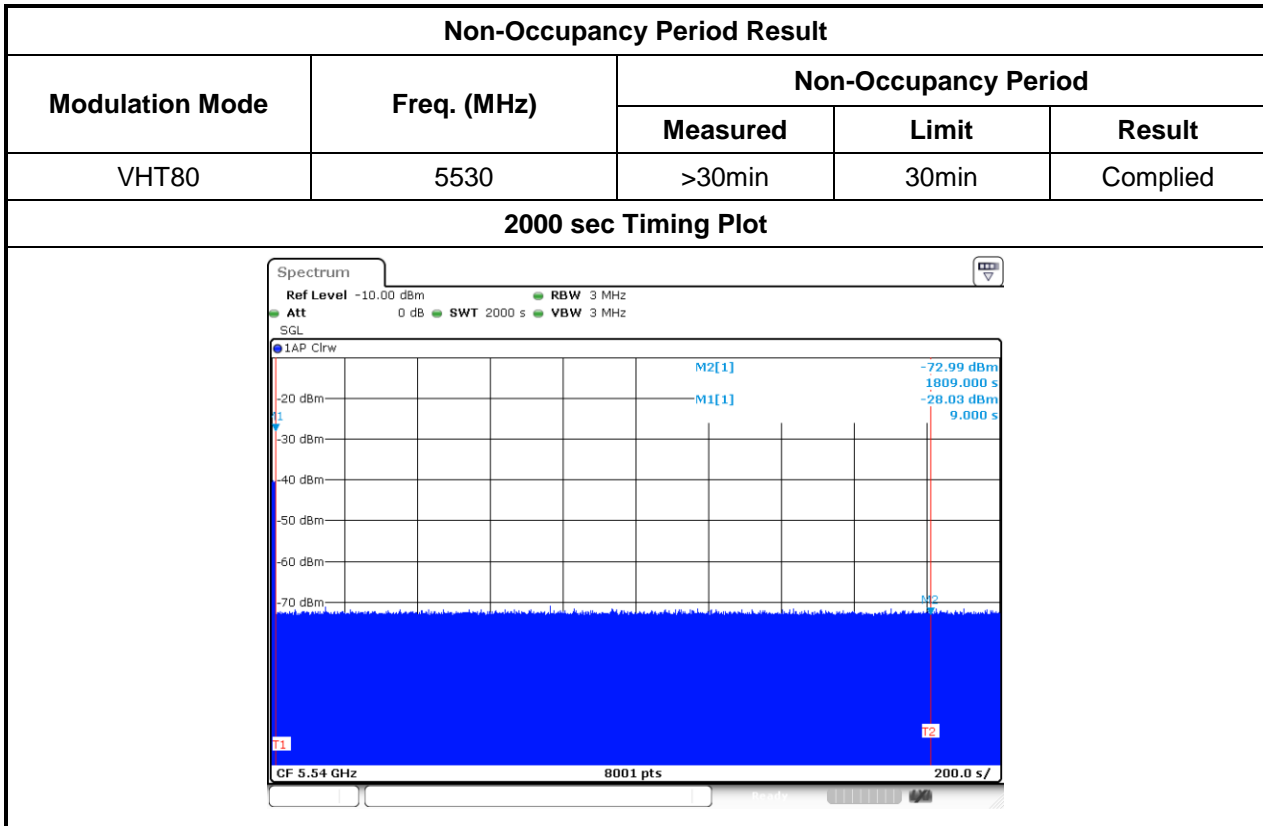 Non-Occupancy Period Result
Modulation Mode
Freq. (MHz)
Non-Occupancy Period
Measured
Limit
Result
VHT80
5530
>30min
30min
Complied
2000 sec Timing Plot
Spectrum
Ref Level -10.00 dBm
RBW 3 MHz
Att 0 dB
SWT 2000 s
VBW 3 MHz
SGL
1AP Clrw
M2[1] -72.99 dBm
1809.000 s
M1[1] -28.03 dBm
9.000 s
-20 dBm
-30 dBm
-40 dBm
-50 dBm
-60 dBm
-70 dBm
M2
T1
T2
CF 5.54 GHz
8001 pts
200.0 s/
Ready